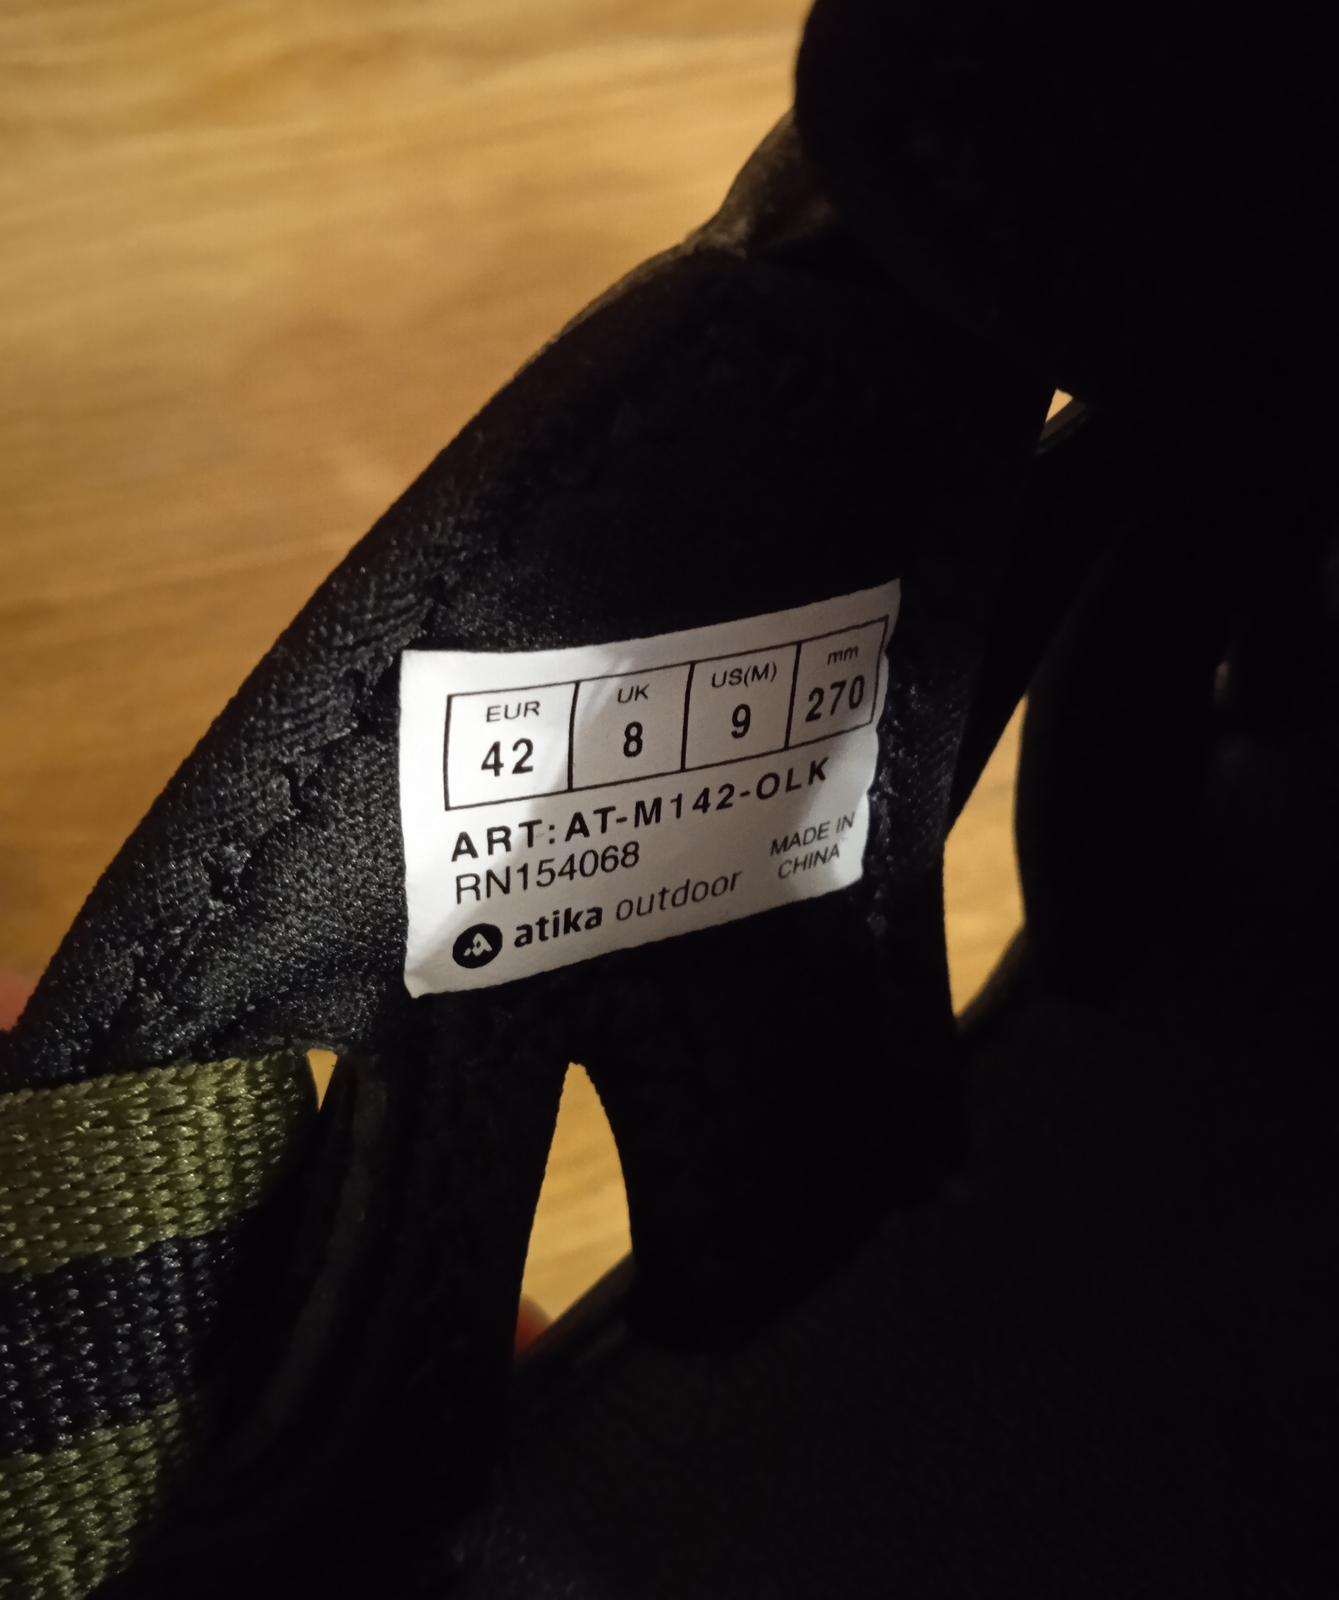 EUR UK US(M) mm
42 8 9 270
ART: AT-M142-OLK
RN154068
MADE IN
CHINA
atika outdoor